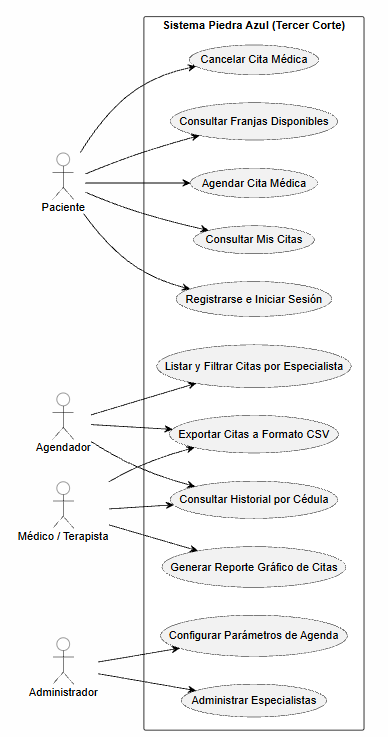 Sistema Piedra Azul (Tercer Corte)
Cancelar Cita Médica
Consultar Franjas Disponibles
Agendar Cita Médica
Paciente
Consultar Mis Citas
Registrarse e Iniciar Sesión
Listar y Filtrar Citas por Especialista
Exportar Citas a Formato CSV
Agendador
Consultar Historial por Cédula
Médico / Terapista
Generar Reporte Gráfico de Citas
Configurar Parámetros de Agenda
Administrador
Administrar Especialistas